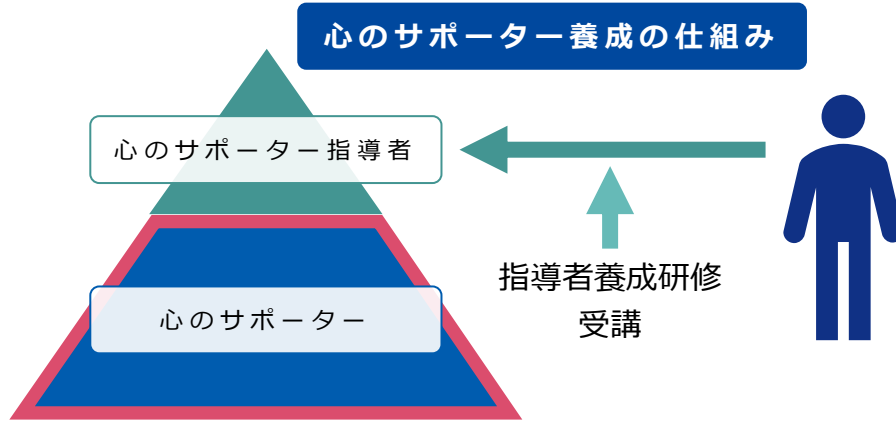 心のサポーター養成の仕組み
心のサポーター指導者
指導者養成研修
受講
心のサポーター